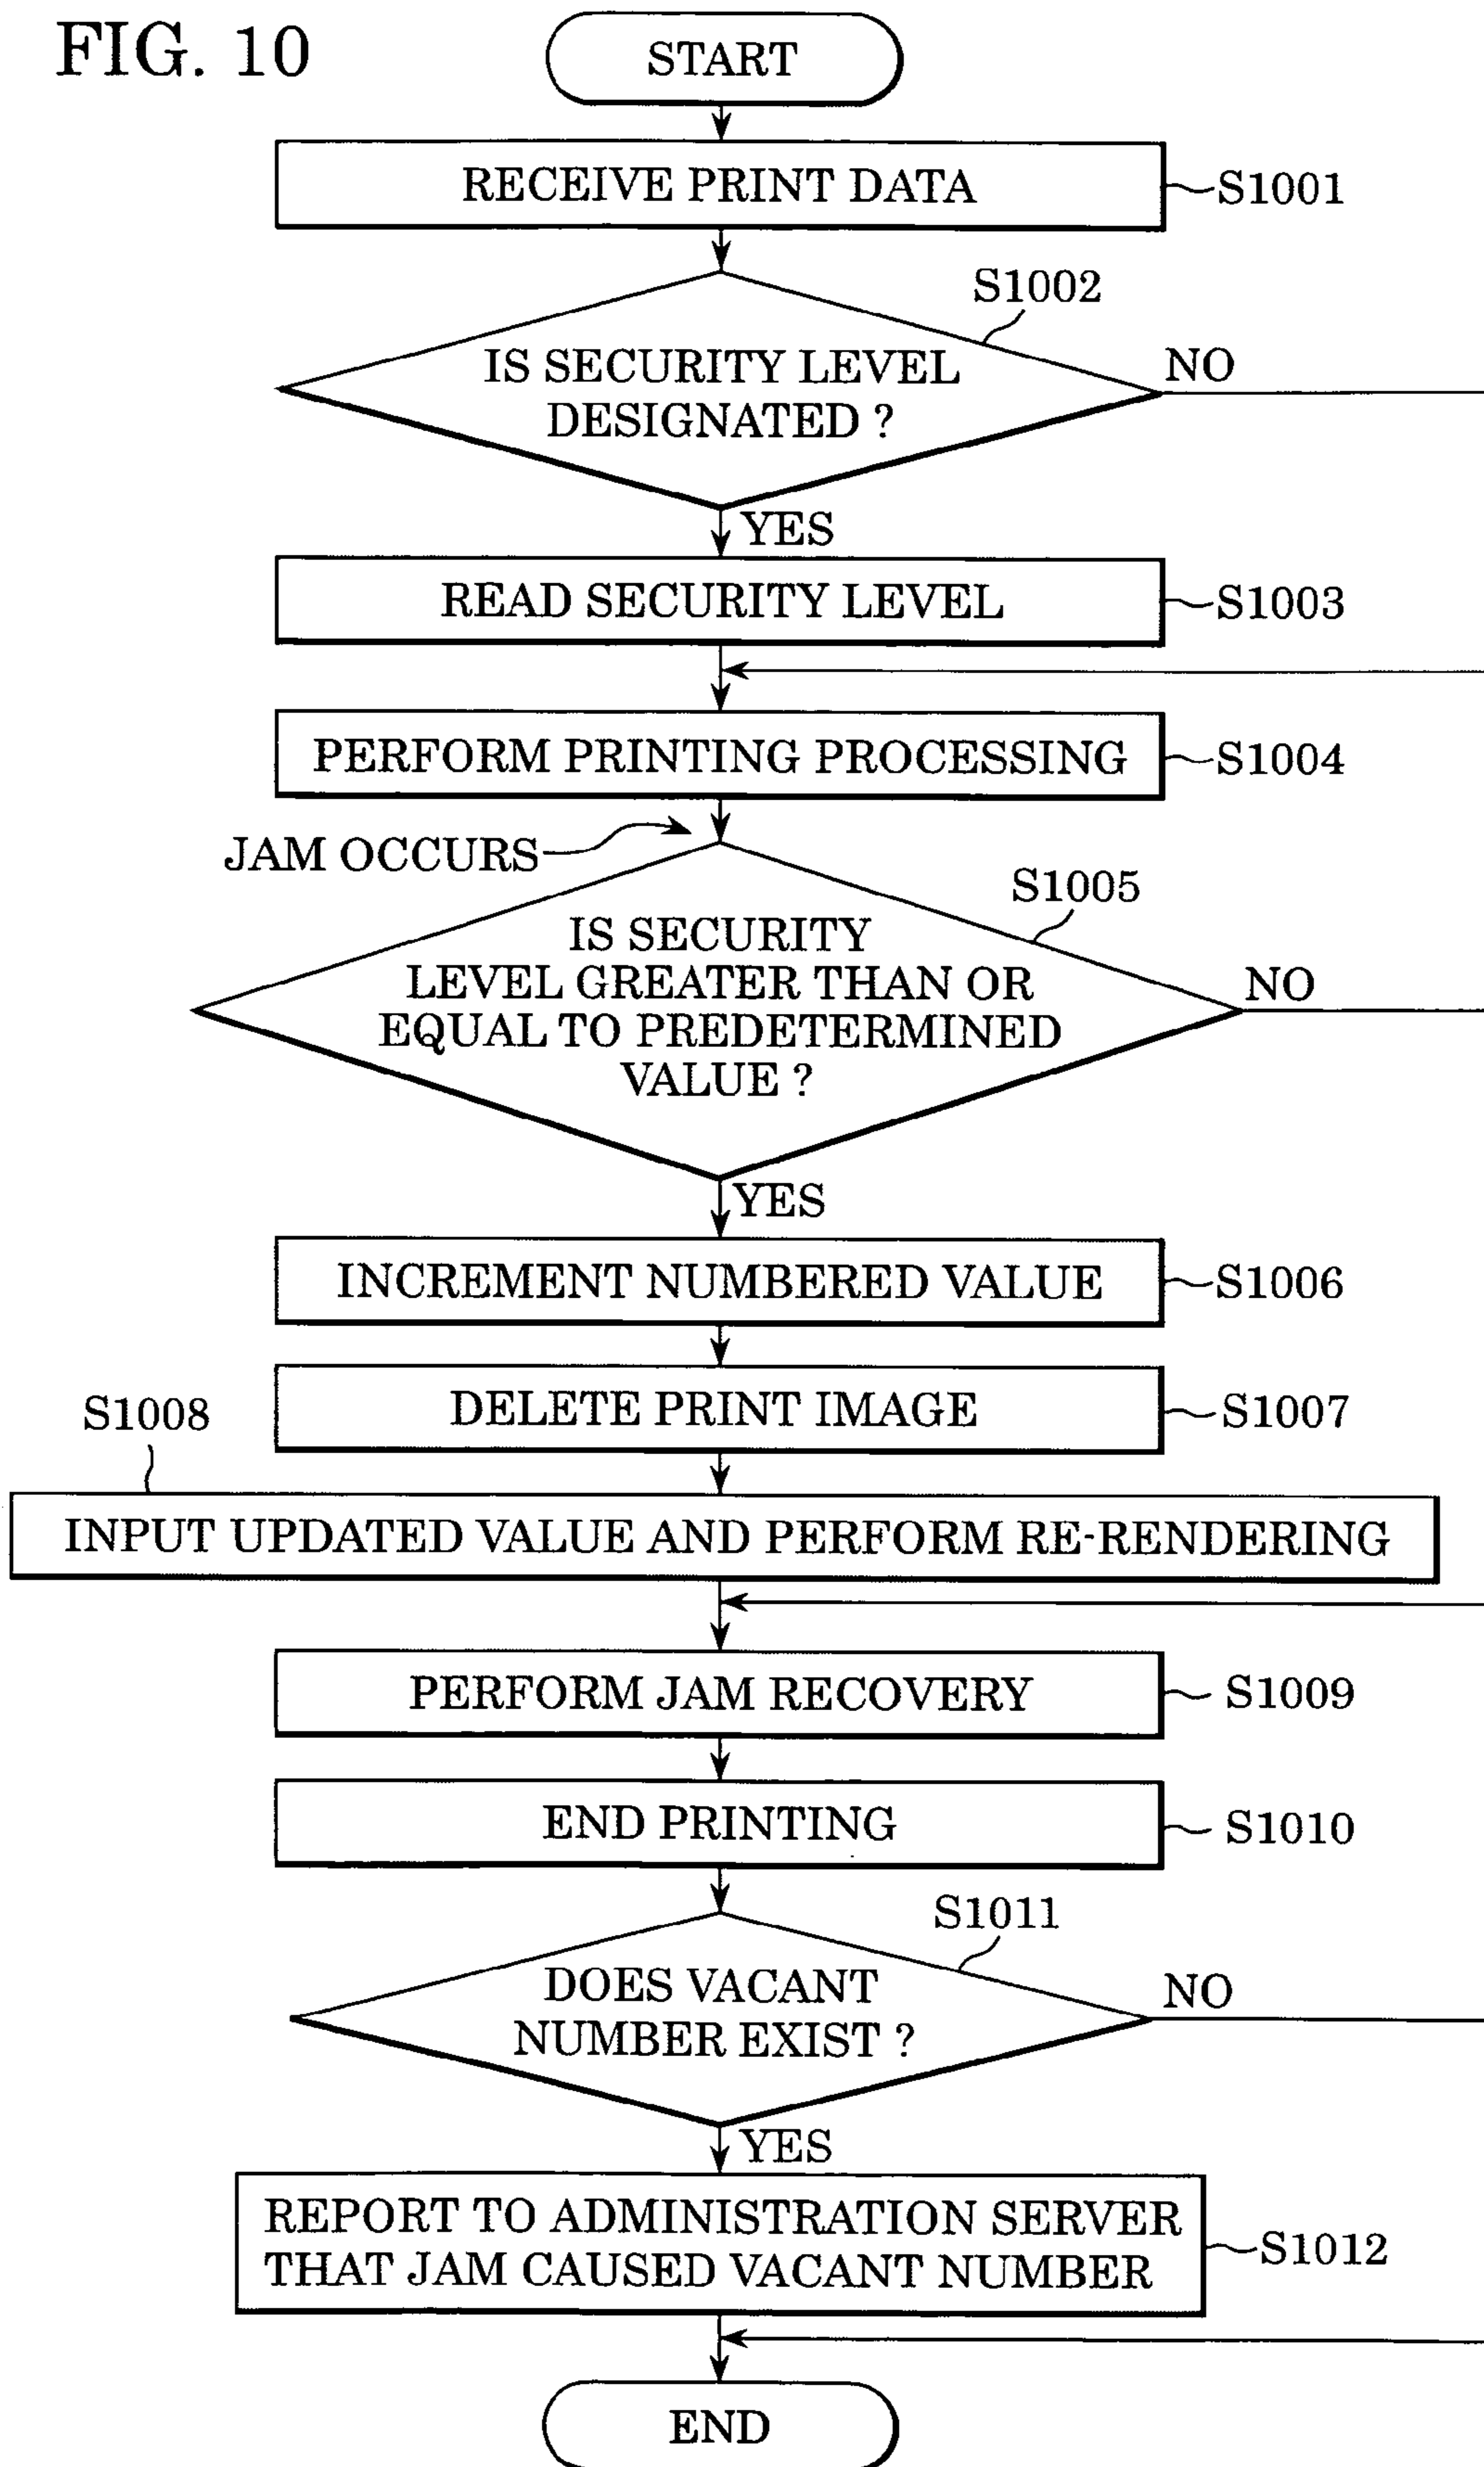 FIG. 10
START
RECEIVE PRINT DATA
S1001
S1002
IS SECURITY LEVEL
DESIGNATED ?
NO
YES
READ SECURITY LEVEL
S1003
PERFORM PRINTING PROCESSING
S1004
JAM OCCURS
S1005
IS SECURITY
LEVEL GREATER THAN OR
EQUAL TO PREDETERMINED
VALUE ?
NO
YES
INCREMENT NUMBERED VALUE
S1006
DELETE PRINT IMAGE
S1007
S1008
INPUT UPDATED VALUE AND PERFORM RE-RENDERING
PERFORM JAM RECOVERY
S1009
END PRINTING
S1010
S1011
DOES VACANT
NUMBER EXIST ?
NO
YES
REPORT TO ADMINISTRATION SERVER
THAT JAM CAUSED VACANT NUMBER
S1012
END